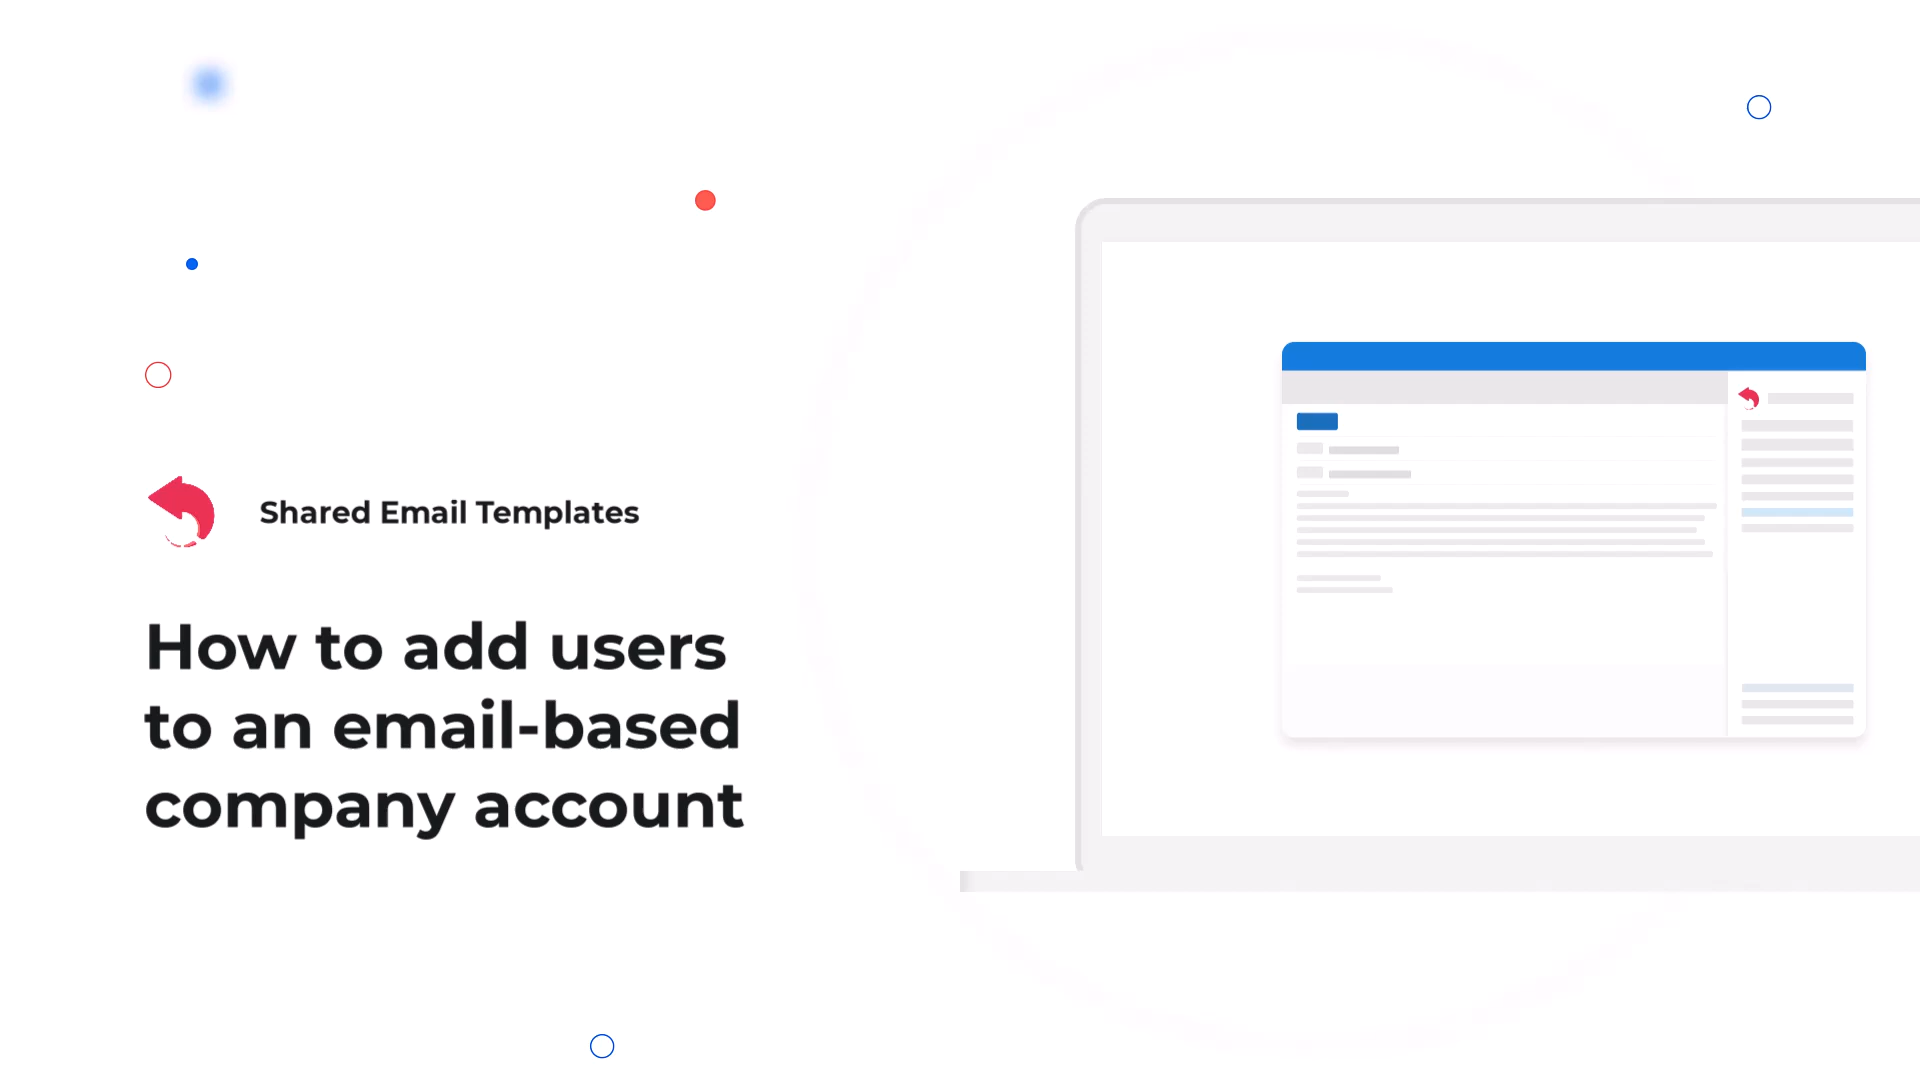 Shared Email Templates
How to add users
to an email-based
company account